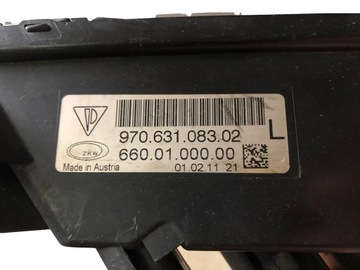 970.631.083.02
L
ZKW
660.01.000.00
Made in Austria
01 02 11 21